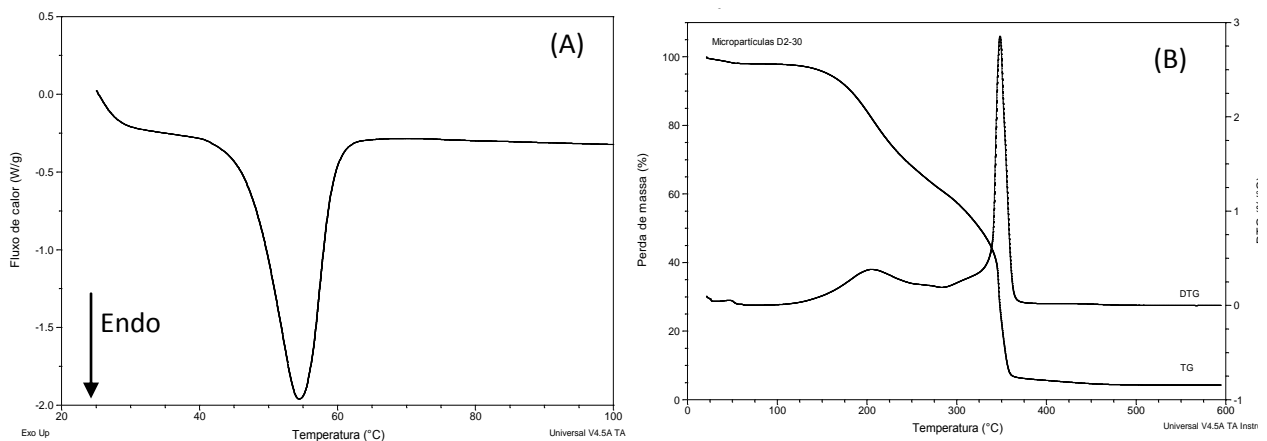 (A)
0.5
0.0
-0.5
-1.0
-1.5
-2.0
Fluxo de calor (W/g)
Endo
20
40
60
80
100
Exo Up
Temperatura (°C)
Universal V4.5A TA
(B)
Micropartículas D2-30
100
80
60
40
20
0
Perda de massa (%)
3
2
1
0
-1
DTG
TG
0
100
200
300
400
500
600
Temperatura (°C)
Universal V4.5A TA Instr